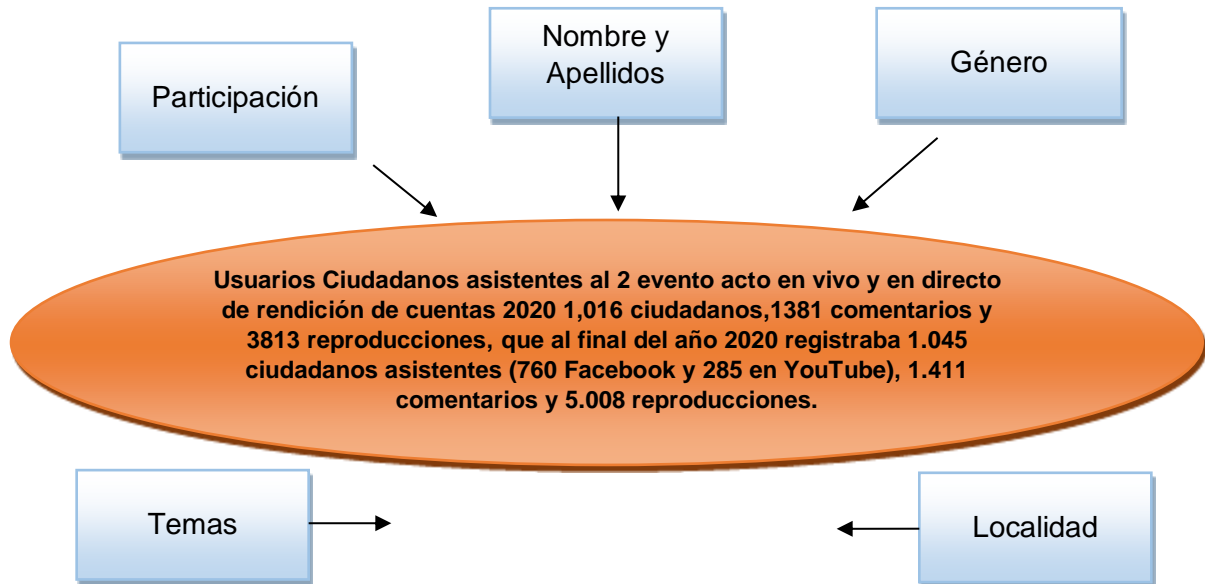 Participación
Nombre y
Apellidos
Género
Usuarios Ciudadanos asistentes al 2 evento acto en vivo y en directo
de rendición de cuentas 2020 1,016 ciudadanos,1381 comentarios y
3813 reproducciones, que al final del año 2020 registraba 1.045
ciudadanos asistentes (760 Facebook y 285 en YouTube), 1.411
comentarios y 5.008 reproducciones.
Temas
Localidad